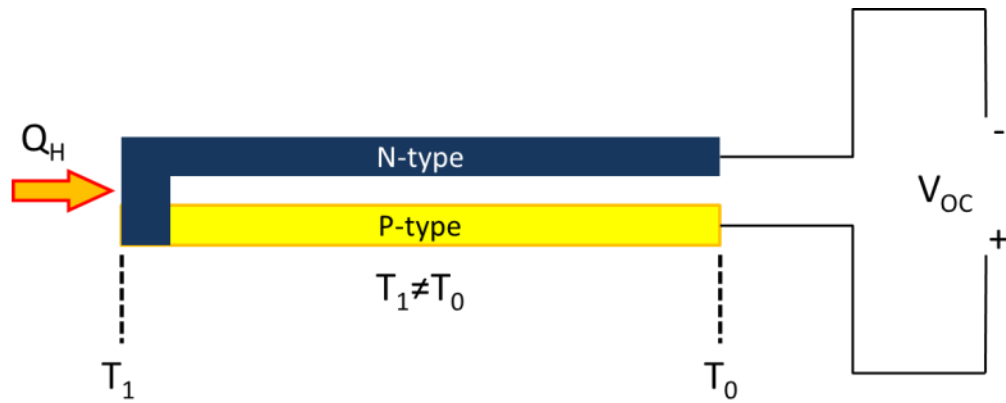 Q_H
N-type
-
V_OC
P-type
+
T_1≠T_0
T_1
T_0